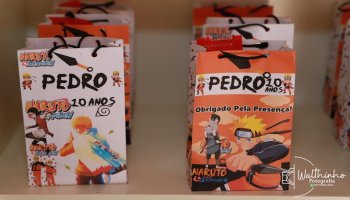 PEDRO
10 ANOS
NARUTO
PEDRO
10
ANOS
Obrigado Pela Presença!
NARUTO
Walthinho
Fotografia